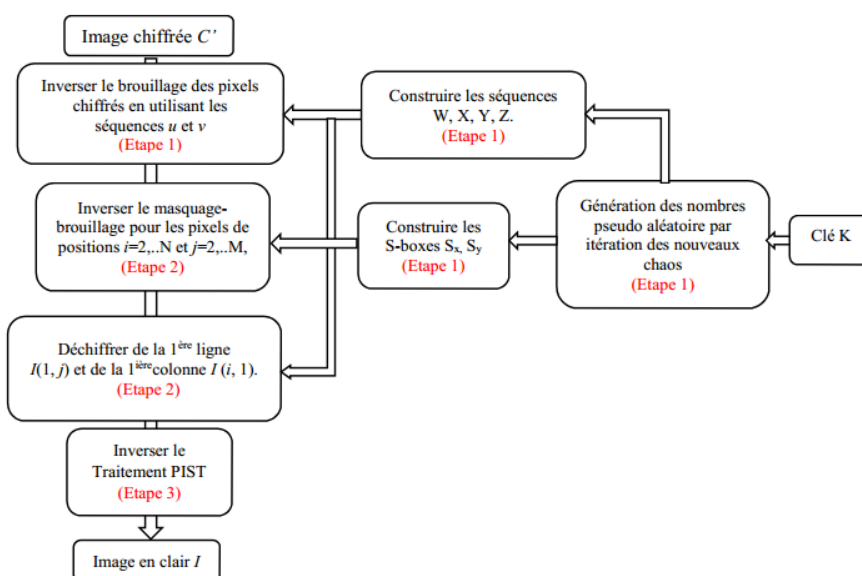 Image chiffrée C'
Inverser le brouillage des pixels
chiffrés en utilisant les
séquences u et v
(Etape 1)
Construire les séquences
W, X, Y, Z.
(Etape 1)
Inverser le masquage-
brouillage pour les pixels de
positions i=2,..N et j=2,..M,
(Etape 2)
Construire les
S-boxes Sx, Sy
(Etape 1)
Génération des nombres
pseudo aléatoire par
itération des nouveaux
chaos
(Etape 1)
Clé K
Déchiffrer de la 1ère ligne
I(1, j) et de la 1ièrecolonne I (i, 1).
(Etape 2)
Inverser le
Traitement PIST
(Etape 3)
Image en clair I